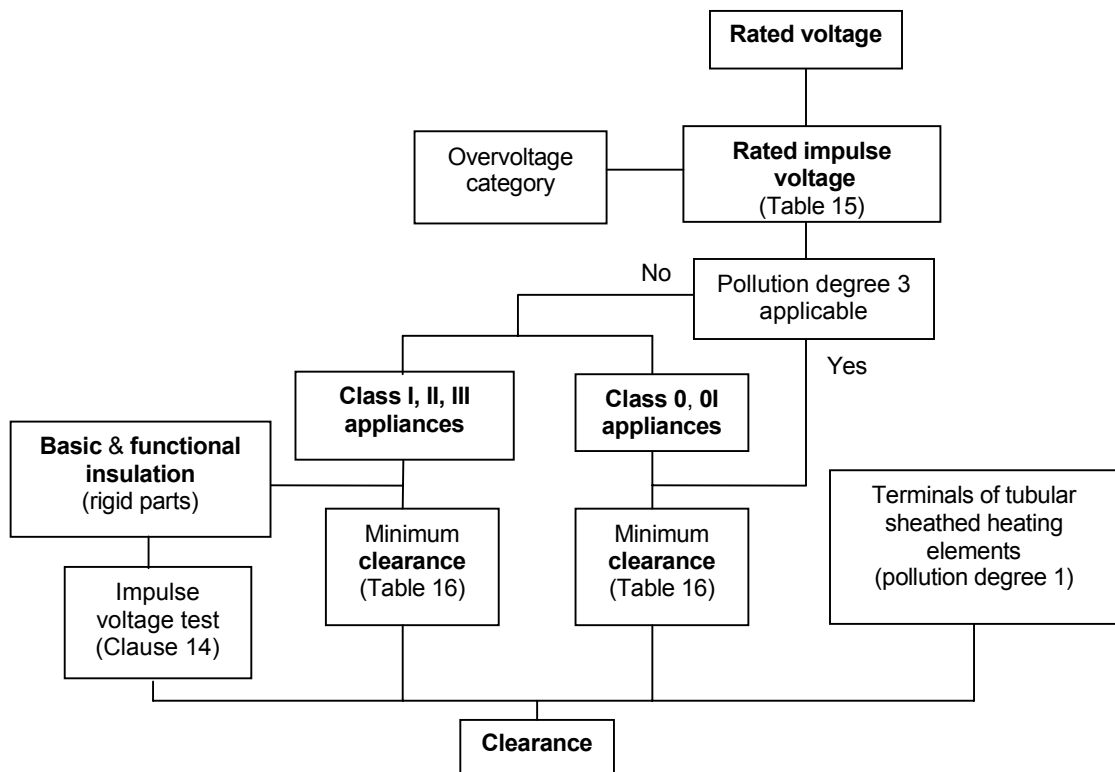 Rated voltage
Overvoltage
category
Rated impulse
voltage
(Table 15)
No
Pollution degree 3
applicable
Yes
Class I, II, III
appliances
Class 0, 0I
appliances
Basic & functional
insulation
(rigid parts)
Terminals of tubular
sheathed heating
elements
(pollution degree 1)
Minimum
clearance
(Table 16)
Minimum
clearance
(Table 16)
Impulse
voltage test
(Clause 14)
Clearance